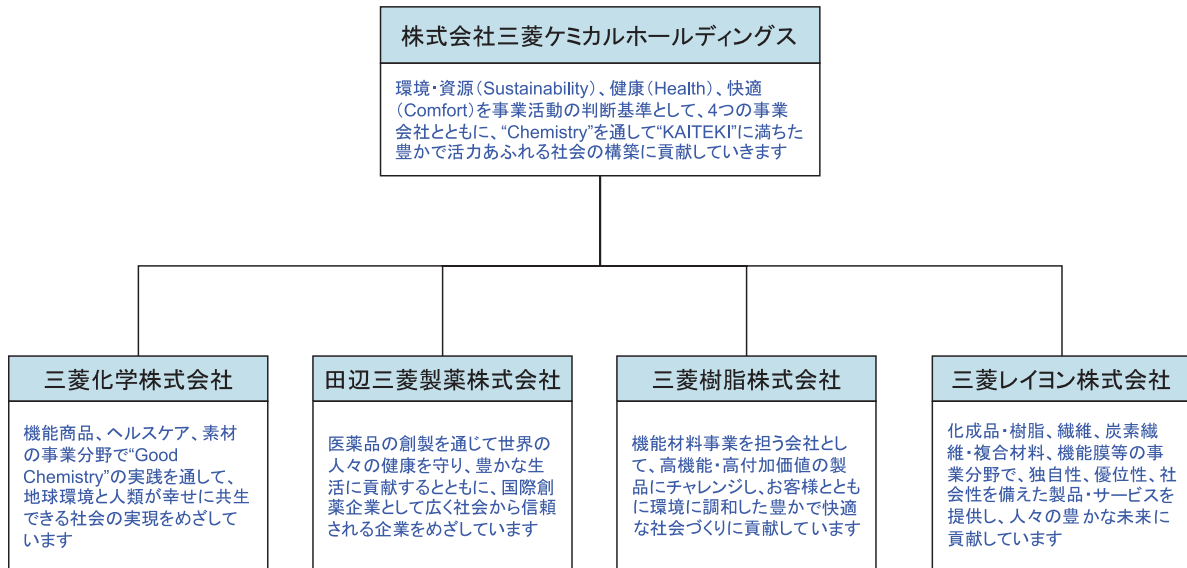 株式会社三菱ケミカルホールディングス
環境・資源(Sustainability)、健康(Health)、快適
(Comfort)を事業活動の判断基準として、4つの事業
会社とともに、“Chemistry”を通して“KAITEKI”に満ちた
豊かで活力あふれる社会の構築に貢献していきます
三菱化学株式会社
機能商品、ヘルスケア、素材
の事業分野で“Good
Chemistry”の実践を通して、
地球環境と人類が幸せに共生
できる社会の実現をめざして
います
田辺三菱製薬株式会社
医薬品の創製を通じて世界の
人々の健康を守り、豊かな生
活に貢献するとともに、国際創
薬企業として広く社会から信頼
される企業をめざしています
三菱樹脂株式会社
機能材料事業を担う会社とし
て、高機能・高付加価値の製
品にチャレンジし、お客様ととも
に環境に調和した豊かで快適
な社会づくりに貢献しています
三菱レイヨン株式会社
化成品・樹脂、繊維、炭素繊
維・複合材料、機能膜等の事
業分野で、独自性、優位性、社
会性を備えた製品・サービスを
提供し、人々の豊かな未来に
貢献しています